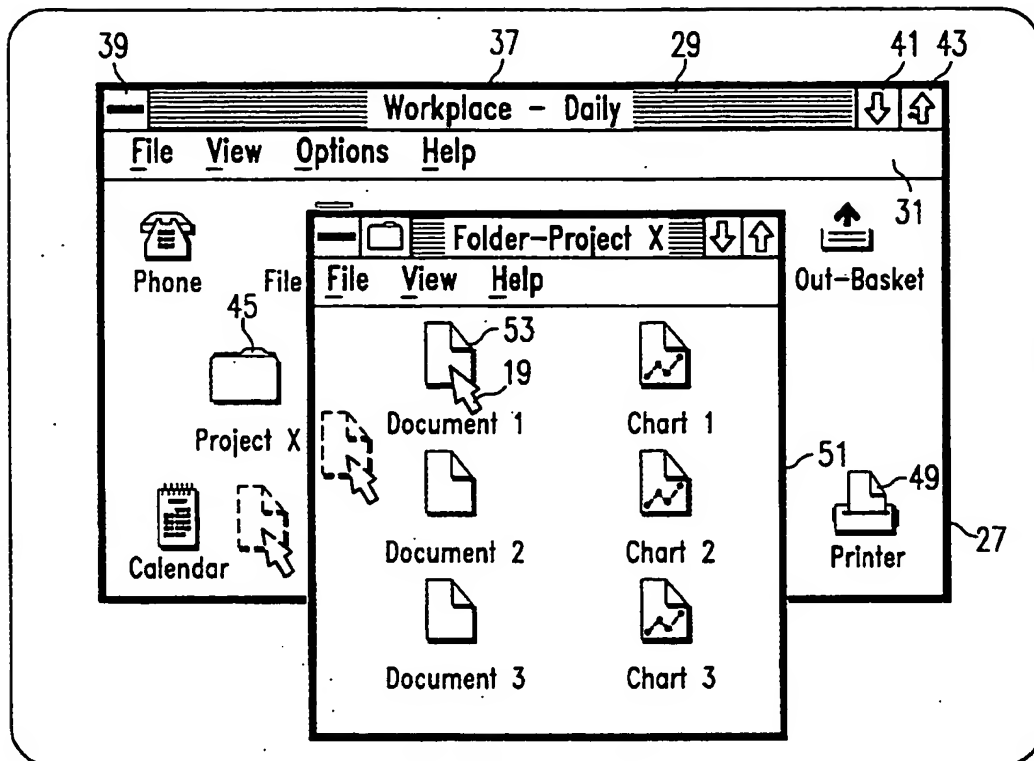 39 37 29 41 43
Workplace - Daily
File View Options Help
31
Folder-Project X
Phone
File
Out-Basket
File View Help
45
53
19
Document 1
Chart 1
Project X
51
49
Document 2
Chart 2
Calendar
Printer
27
Document 3
Chart 3